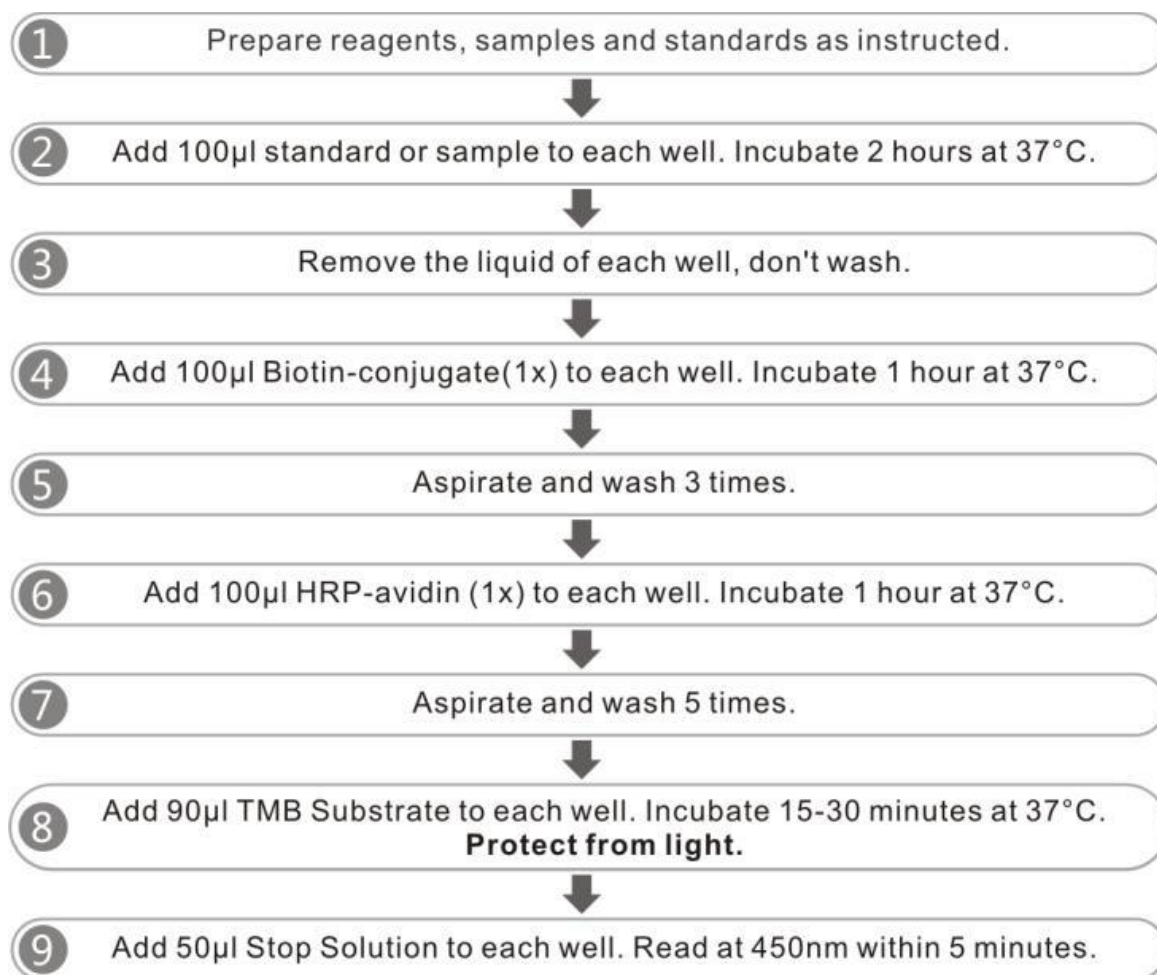 1 Prepare reagents, samples and standards as instructed.
2 Add 100µl standard or sample to each well. Incubate 2 hours at 37°C.
3 Remove the liquid of each well, don't wash.
4 Add 100µl Biotin-conjugate(1x) to each well. Incubate 1 hour at 37°C.
5 Aspirate and wash 3 times.
6 Add 100µl HRP-avidin (1x) to each well. Incubate 1 hour at 37°C.
7 Aspirate and wash 5 times.
8 Add 90µl TMB Substrate to each well. Incubate 15-30 minutes at 37°C.
Protect from light.
9 Add 50µl Stop Solution to each well. Read at 450nm within 5 minutes.